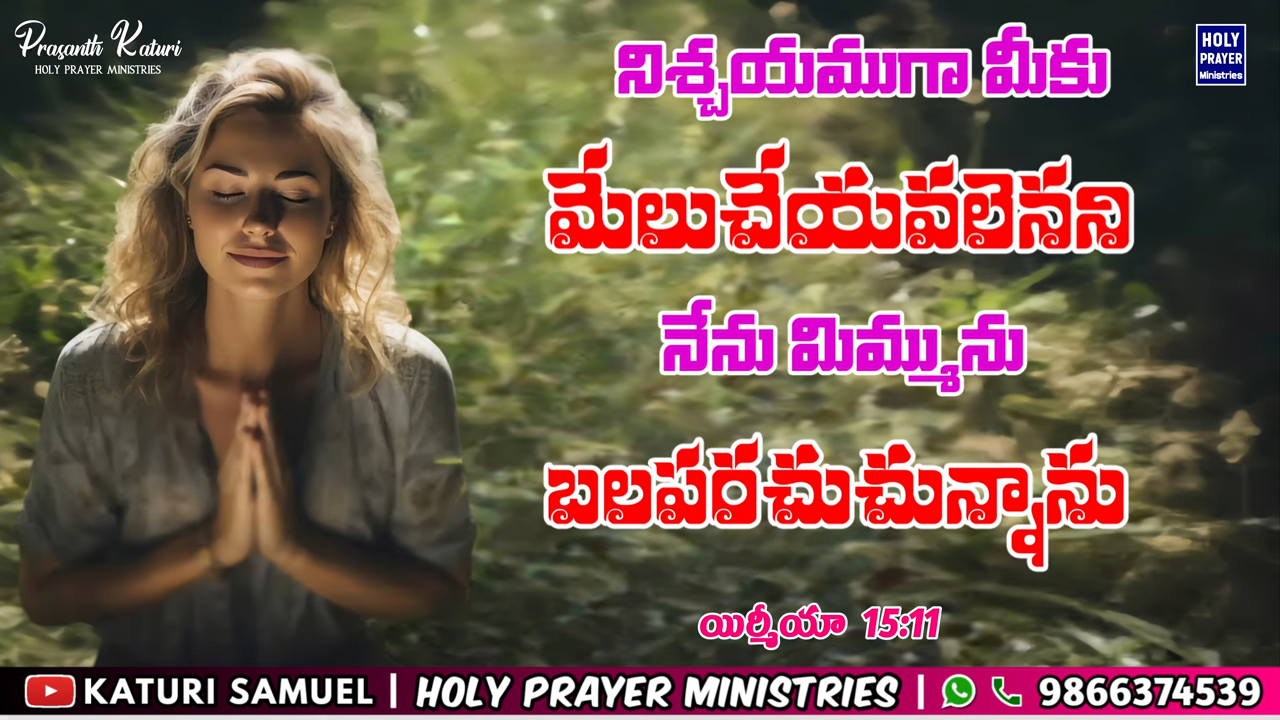 Prasanth Katuri
HOLY PRAYER MINISTRIES
HOLY
PRAYER
Ministries
నిశ్చయముగా మీకు
మేలుచేయవలెనని
నేను మిమ్మును
బలపరచుచున్నాను
యిర్మీయా 15:11
KATURI SAMUEL | HOLY PRAYER MINISTRIES | 9866374539